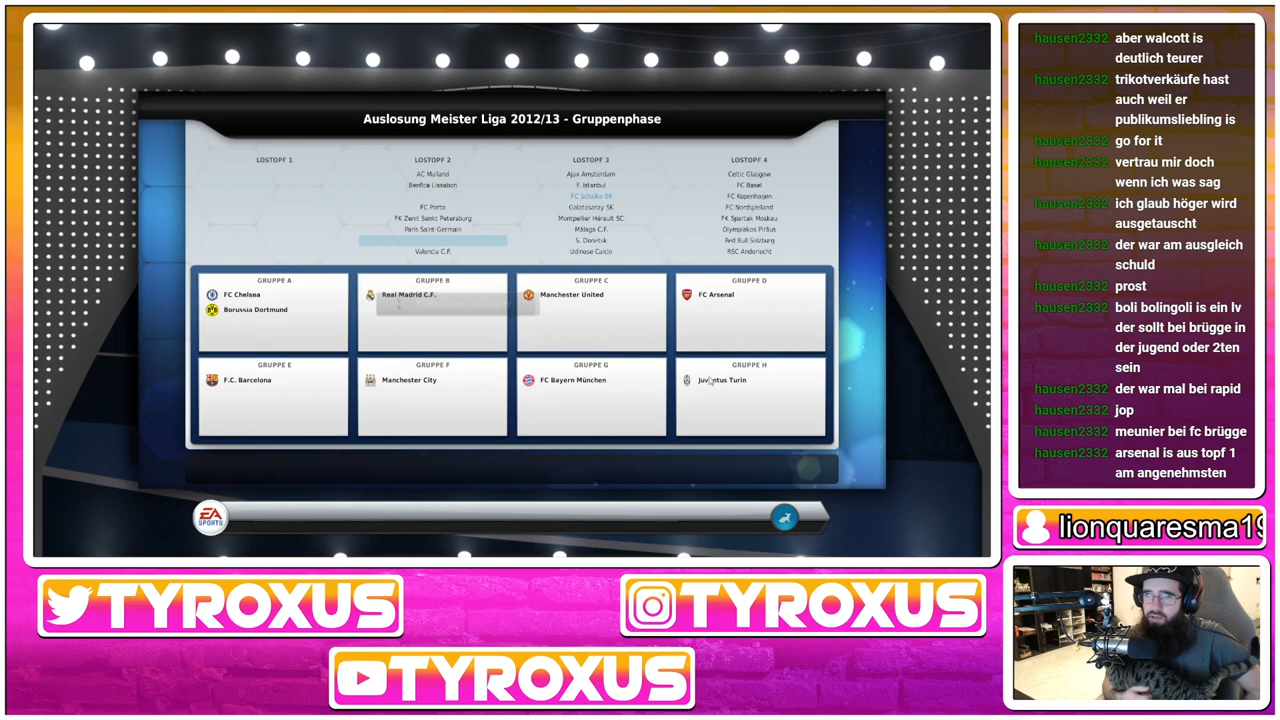 Auslosung Meister Liga 2012/13 - Gruppenphase
LOSTOPF 1
LOSTOPF 2
AC Mailand
Benfica Lissabon
FC Porto
FK Zenit Sankt Petersburg
Paris Saint-Germain
Valencia C.F.
LOSTOPF 3
Ajax Amsterdam
F. Istanbul
FC Schalke 04
Galatasaray SK
Montpellier Hérault SC
Málaga C.F.
S. Donetsk
Udinese Calcio
LOSTOPF 4
Celtic Glasgow
FC Basel
FC Kopenhagen
FC Nordsjælland
FK Spartak Moskau
Olympiakos Piräus
Red Bull Salzburg
RSC Anderlecht
GRUPPE A
FC Chelsea
Borussia Dortmund
GRUPPE B
Real Madrid C.F.
GRUPPE C
Manchester United
GRUPPE D
FC Arsenal
GRUPPE E
F.C. Barcelona
GRUPPE F
Manchester City
GRUPPE G
FC Bayern München
GRUPPE H
Juventus Turin
EA
SPORTS
hausen2332 aber walcott is
deutlich teurer
hausen2332 trikotverkäufe hast
auch weil er
publikumsliebling is
hausen2332 go for it
hausen2332 vertrau mir doch
wenn ich was sag
hausen2332 ich glaub höger wird
ausgetauscht
hausen2332 der war am ausgleich
schuld
hausen2332 prost
hausen2332 boli bolingoli is ein lv
der sollt bei brügge in
der jugend oder 2ten
sein
hausen2332 der war mal bei rapid
hausen2332 jop
hausen2332 meunier bei fc brügge
hausen2332 arsenal is aus topf 1
am angenehmsten
lionquaresma19
TYROXUS
TYROXUS
TYROXUS